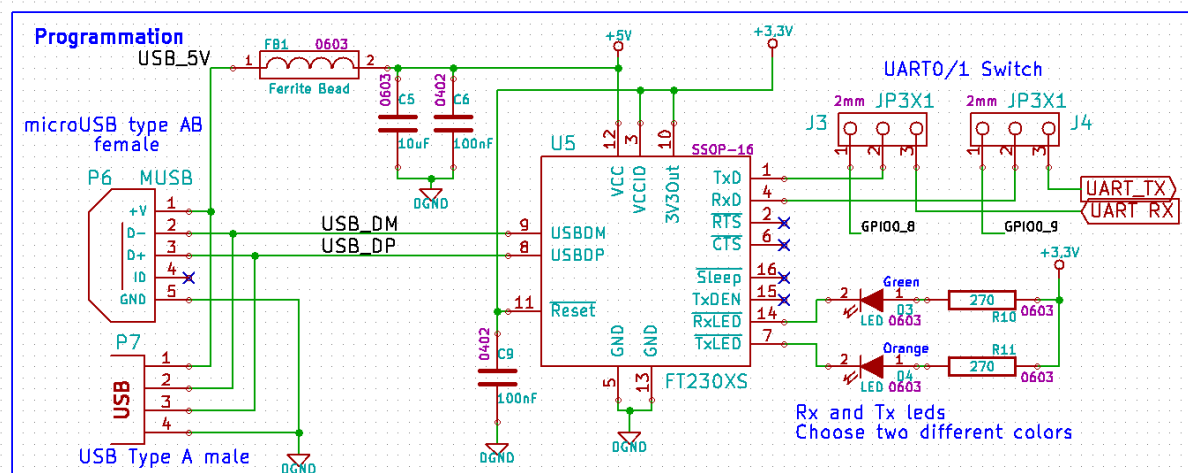 Programmation
USB_5V
FB1 0603
1 2
Ferrite Bead
+5V
+3,3V
0603
C5
10uF
0402
C6
100nF
DGND
microUSB type AB
female
P6 MUSB
+V 1
D- 2
D+ 3
ID 4
GND 5
USB_DM
USB_DP
P7
USB
1
2
3
4
USB Type A male
DGND
0402
C9
100nF
DGND
U5
SSOP-16
12 VCC
3 VCCIO
10 3V3Out
9 USBDM
8 USBDP
11 Reset
TxD 1
RxD 4
RTS 2
CTS 6
Sleep 16
TxDEN 15
RxLED 14
TxLED 7
GND 5
GND 13
FT230XS
DGND
UART0/1 Switch
2mm JP3X1
J3
1 2 3
2mm JP3X1
J4
1 2 3
UART_TX
UART RX
GPIO0_8
GPIO0_9
+3,3V
Green
2 1
LED D3
0603
270
R10 0603
Orange
2 1
LED D4
0603
R11
270
0603
Rx and Tx leds
Choose two different colors